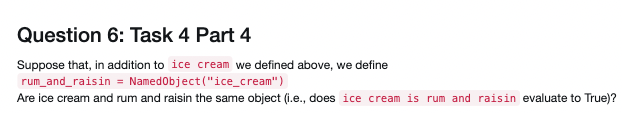 Question 6: Task 4 Part 4
Suppose that, in addition to ice cream we defined above, we define
rum_and_raisin = NamedObject("ice_cream")
Are ice cream and rum and raisin the same object (i.e., does ice cream is rum and raisin evaluate to True)?